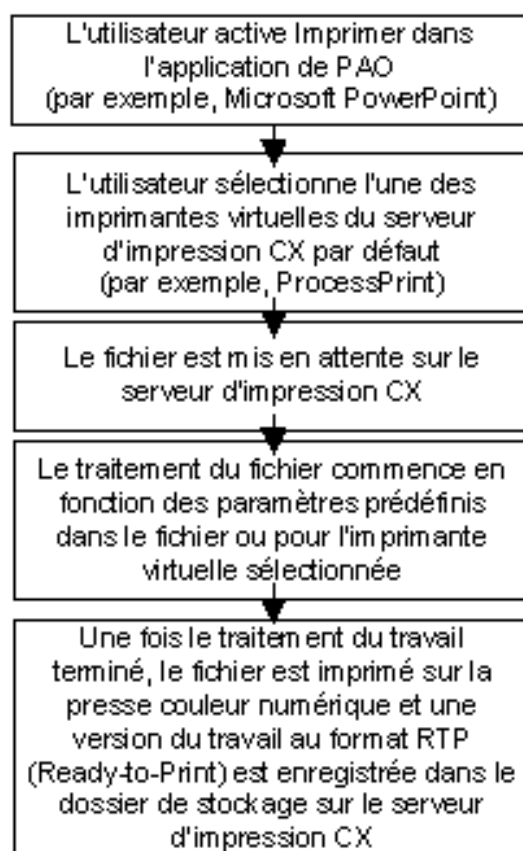 L'utilisateur active Imprimer dans
l'application de PAO
(par exemple, Microsoft PowerPoint)
L'utilisateur sélectionne l'une des
imprimantes virtuelles du serveur
d'impression CX par défaut
(par exemple, ProcessPrint)
Le fichier est mis en attente sur le
serveur d'impression CX
Le traitement du fichier commence en
fonction des paramètres prédéfinis
dans le fichier ou pour l'imprimante
virtuelle sélectionnée
Une fois le traitement du travail
terminé, le fichier est imprimé sur la
presse couleur numérique et une
version du travail au format RTP
(Ready-to-Print) est enregistrée dans le
dossier de stockage sur le serveur
d'impression CX